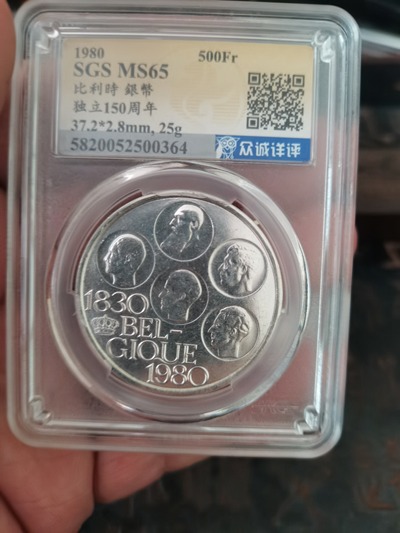 1980 500Fr
SGS MS65
比利時 銀幣
独立150周年
37.2*2.8mm, 25g
5820052500364
众诚详评
1830
BEL-
GIQUE
1980